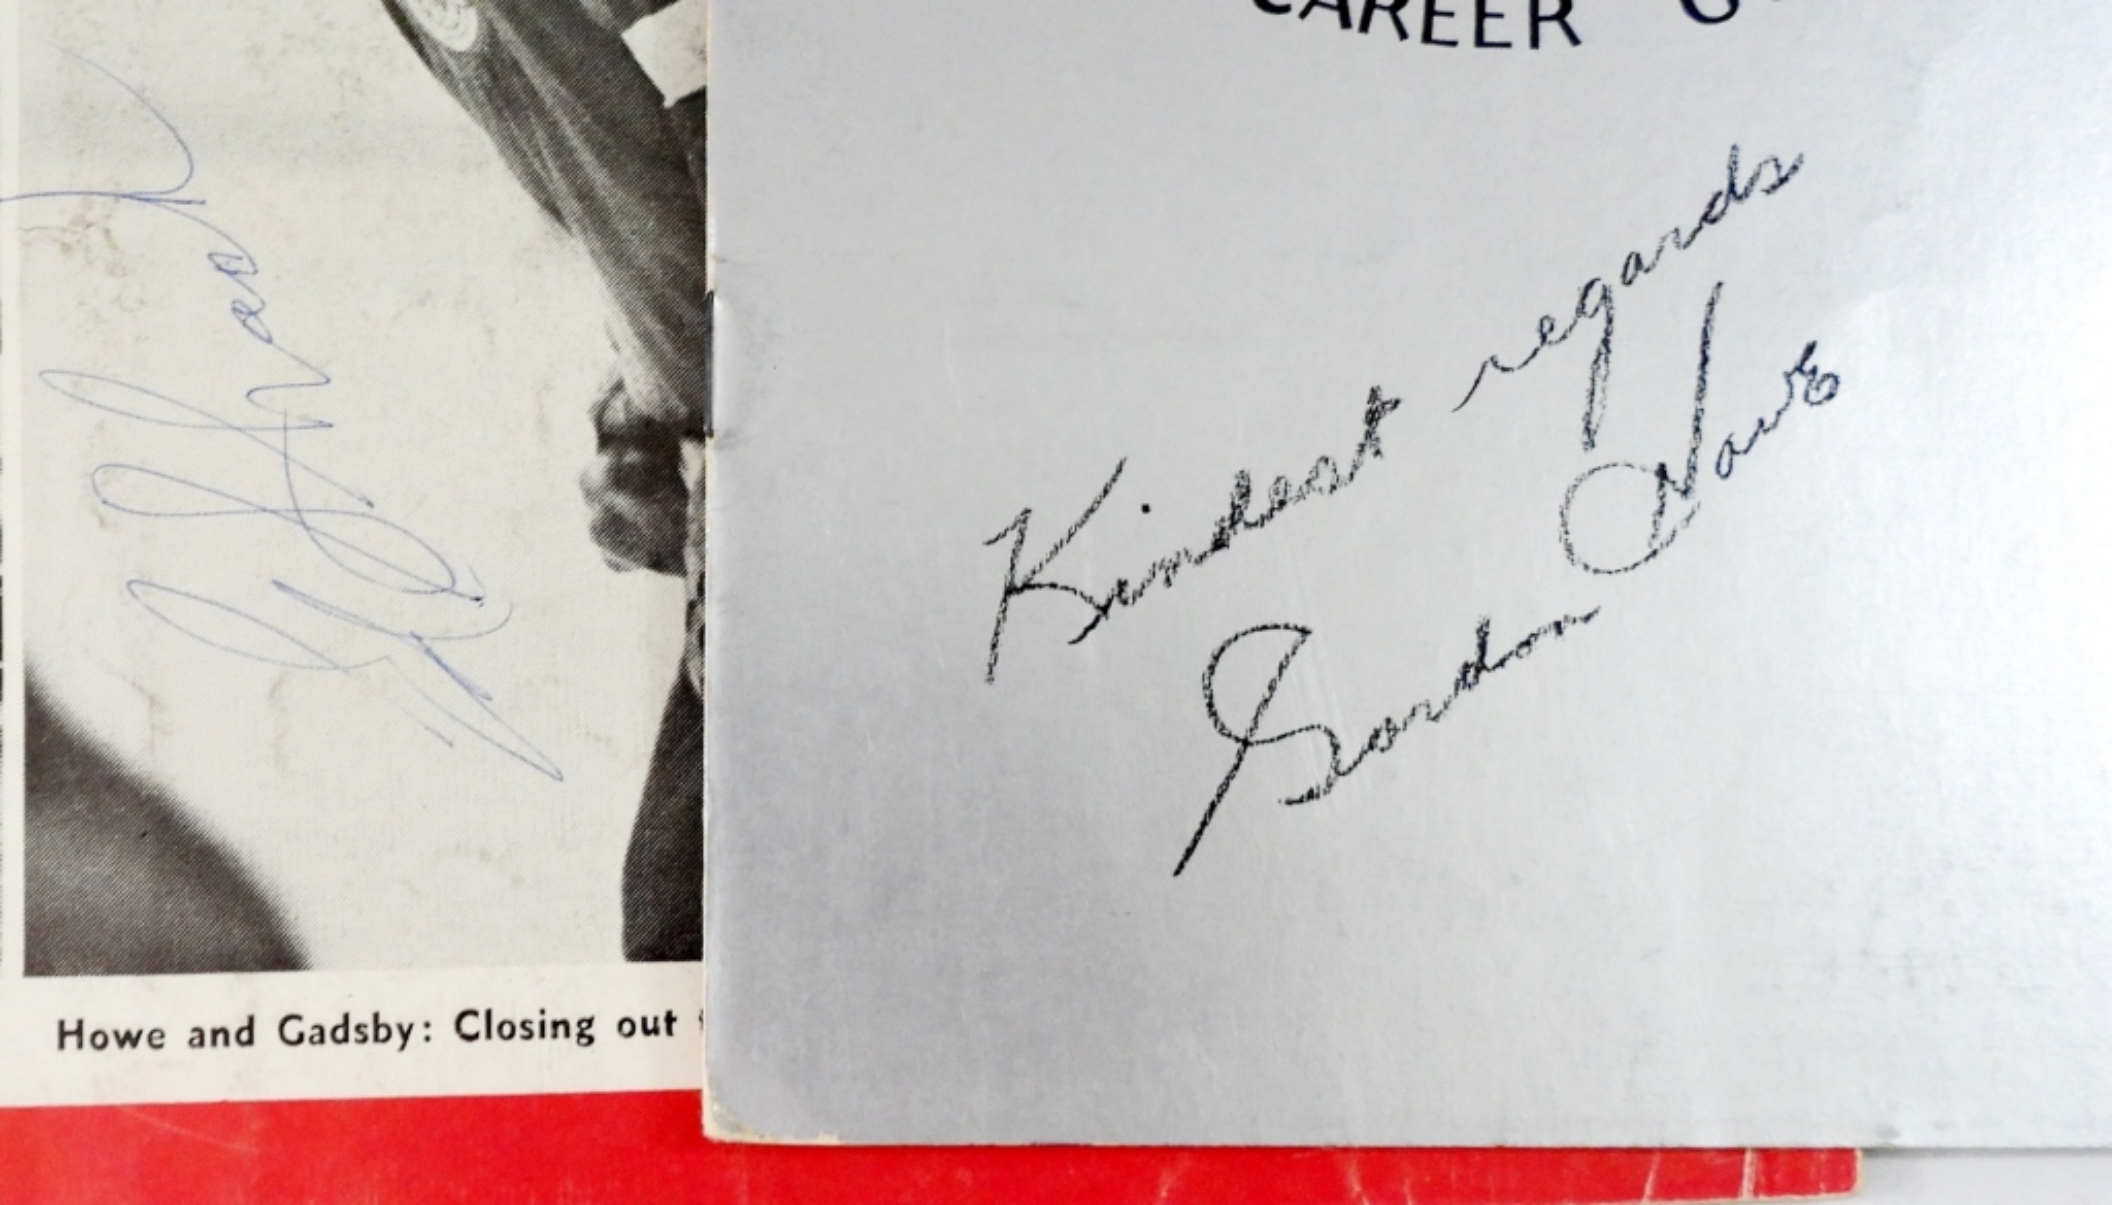 CAREER
Kindest regards
Gordon Howe
Howe and Gadsby: Closing out